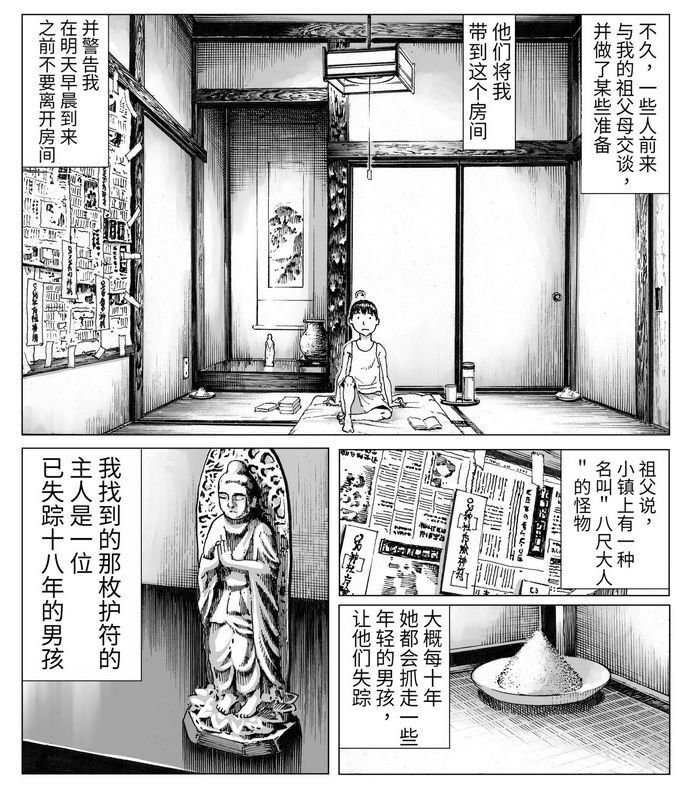 不久，一些人前来
与我的祖父母交谈，
并做了某些准备
他们将我
带到这个房间
并警告我
在明天早晨到来
之前不要离开房间
祖父说，
小镇上有一种
名叫"八尺大人
"的怪物
大概每十年
她都会抓走一些
年轻的男孩，
让他们失踪
我找到的那枚护符的
主人是一位
已失踪十八年的男孩